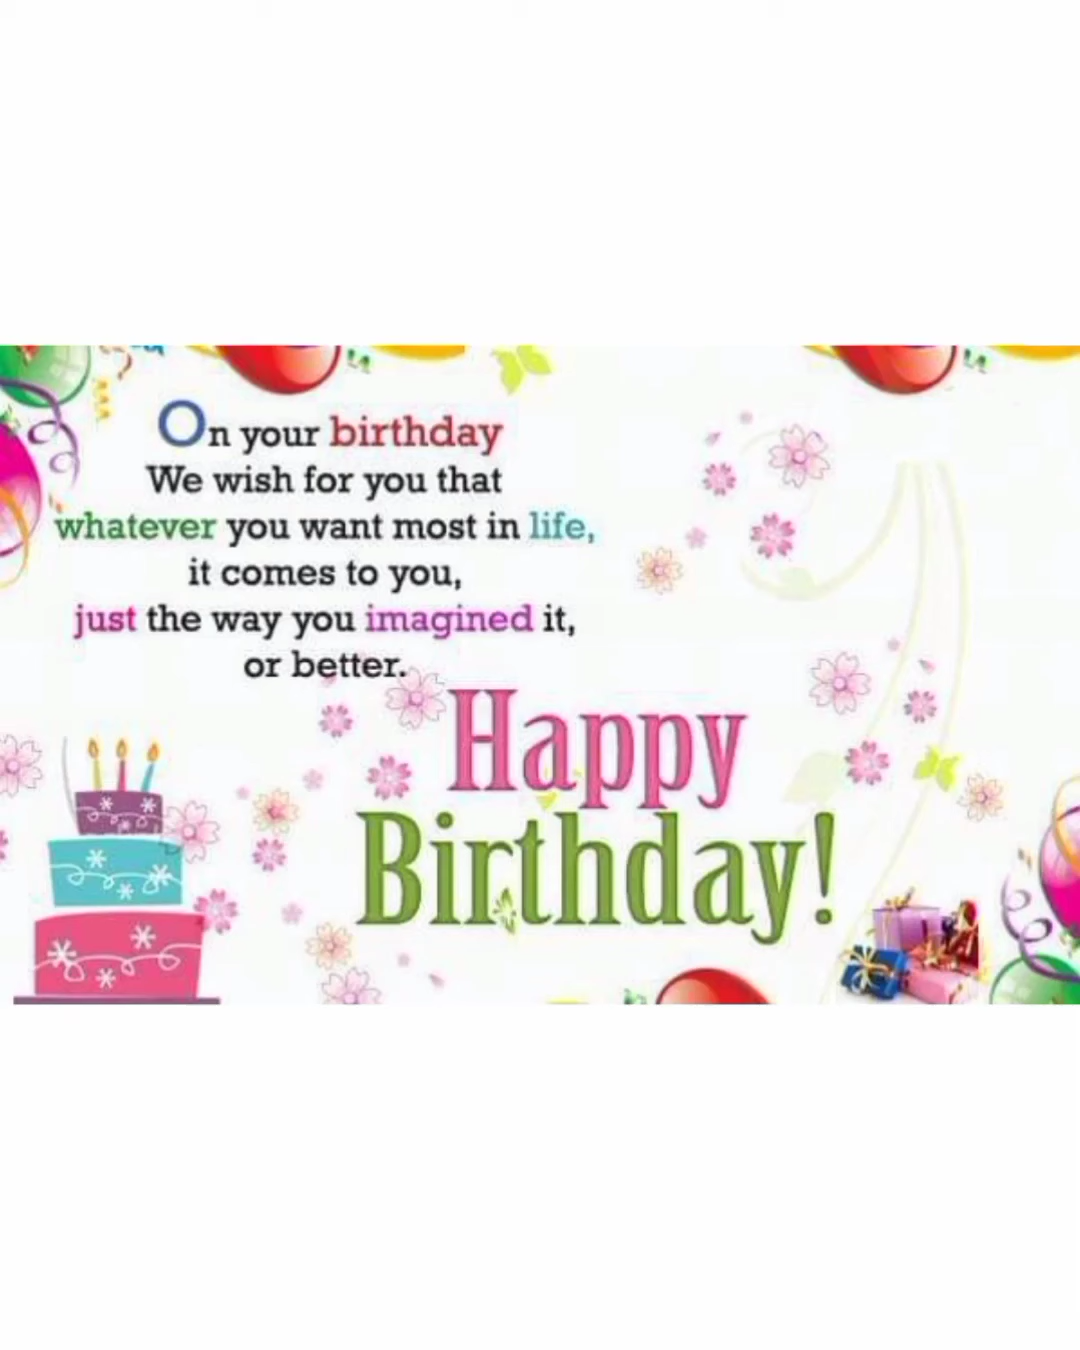 On your birthday
We wish for you that
whatever you want most in life,
it comes to you,
just the way you imagined it,
or better.
Happy
Birthday!